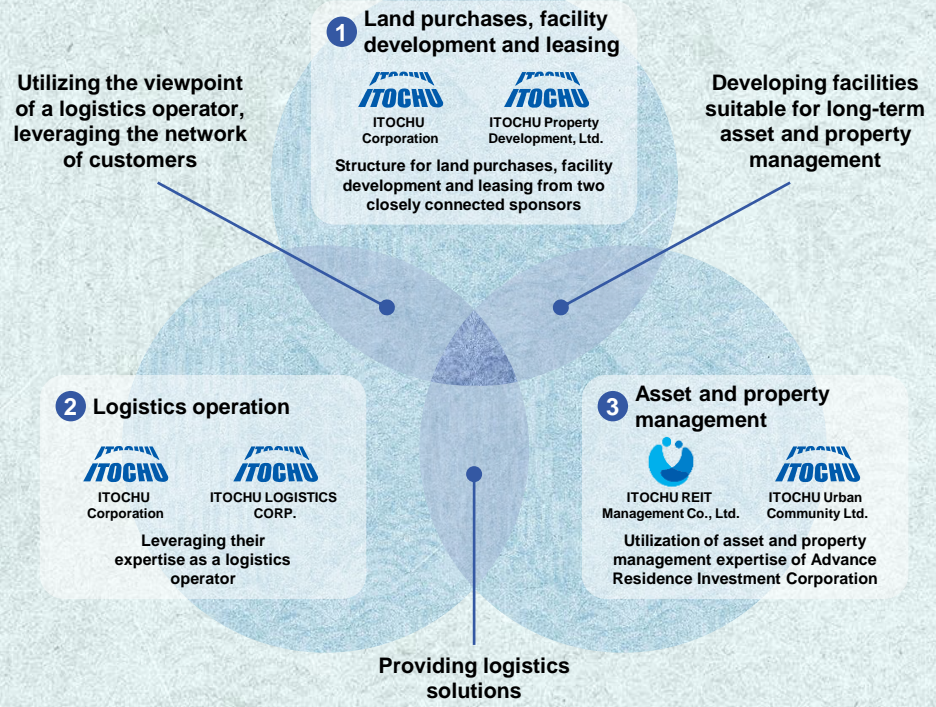 1
Land purchases, facility
development and leasing
ITOCHU
ITOCHU
Corporation
ITOCHU
ITOCHU Property
Development, Ltd.
Structure for land purchases, facility
development and leasing from two
closely connected sponsors
Utilizing the viewpoint
of a logistics operator,
leveraging the network
of customers
Developing facilities
suitable for long-term
asset and property
management
2 Logistics operation
ITOCHU
ITOCHU
Corporation
ITOCHU
ITOCHU LOGISTICS
CORP.
Leveraging their
expertise as a logistics
operator
3
Asset and property
management
ITOCHU REIT
Management Co., Ltd.
ITOCHU
ITOCHU Urban
Community Ltd.
Utilization of asset and property
management expertise of Advance
Residence Investment Corporation
Providing logistics
solutions